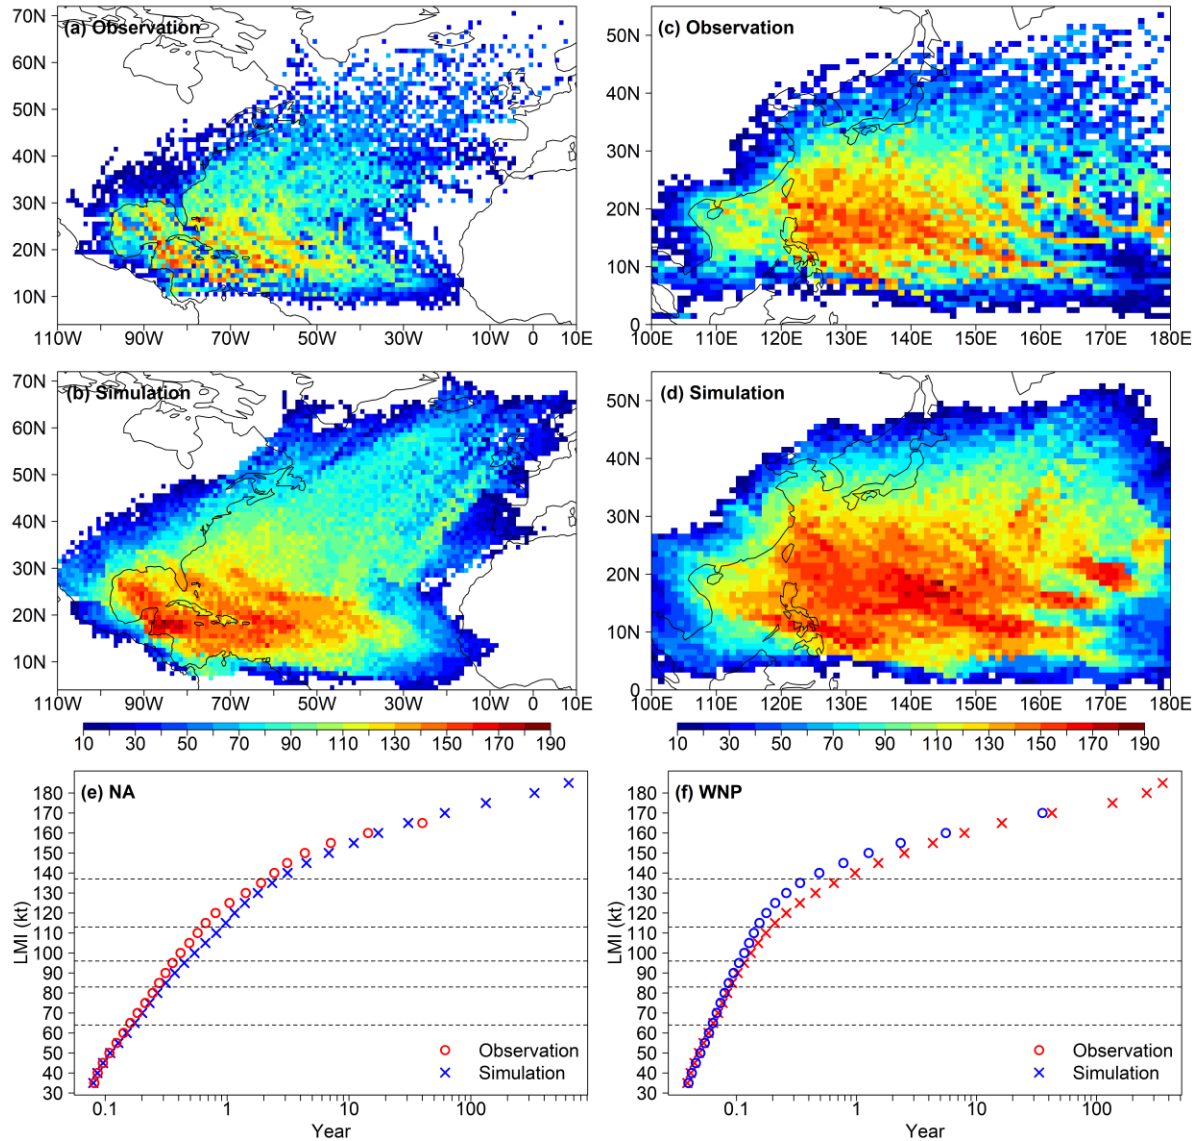 (a) Observation
70N
60N
50N
40N
30N
20N
10N
110W 90W 70W 50W 30W 10W 0 10E
(c) Observation
50N
40N
30N
20N
10N
0
100E 110E 120E 130E 140E 150E 160E 170E 180E
(b) Simulation
70N
60N
50N
40N
30N
20N
10N
110W 90W 70W 50W 30W 10W 0 10E
(d) Simulation
50N
40N
30N
20N
10N
0
100E 110E 120E 130E 140E 150E 160E 170E 180E
10 30 50 70 90 110 130 150 170 190
10 30 50 70 90 110 130 150 170 190
(e) NA
LMI (kt)
180
170
160
150
140
130
120
110
100
90
80
70
60
50
40
30
Observation
Simulation
0.1 1 10 100
Year
(f) WNP
LMI (kt)
180
170
160
150
140
130
120
110
100
90
80
70
60
50
40
30
Observation
Simulation
0.1 1 10 100
Year